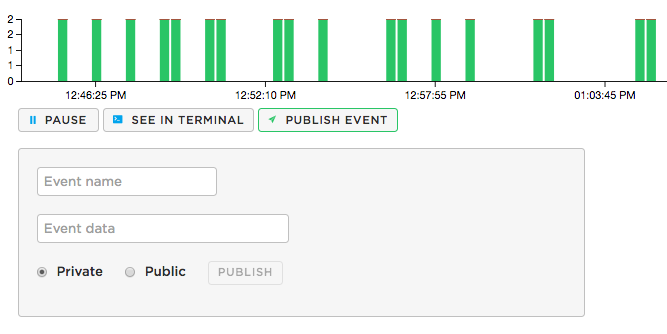 2
2
1
1
0
12:46:25 PM 12:52:10 PM 12:57:55 PM 01:03:45 PM
PAUSE SEE IN TERMINAL PUBLISH EVENT
Event name
Event data
Private Public PUBLISH